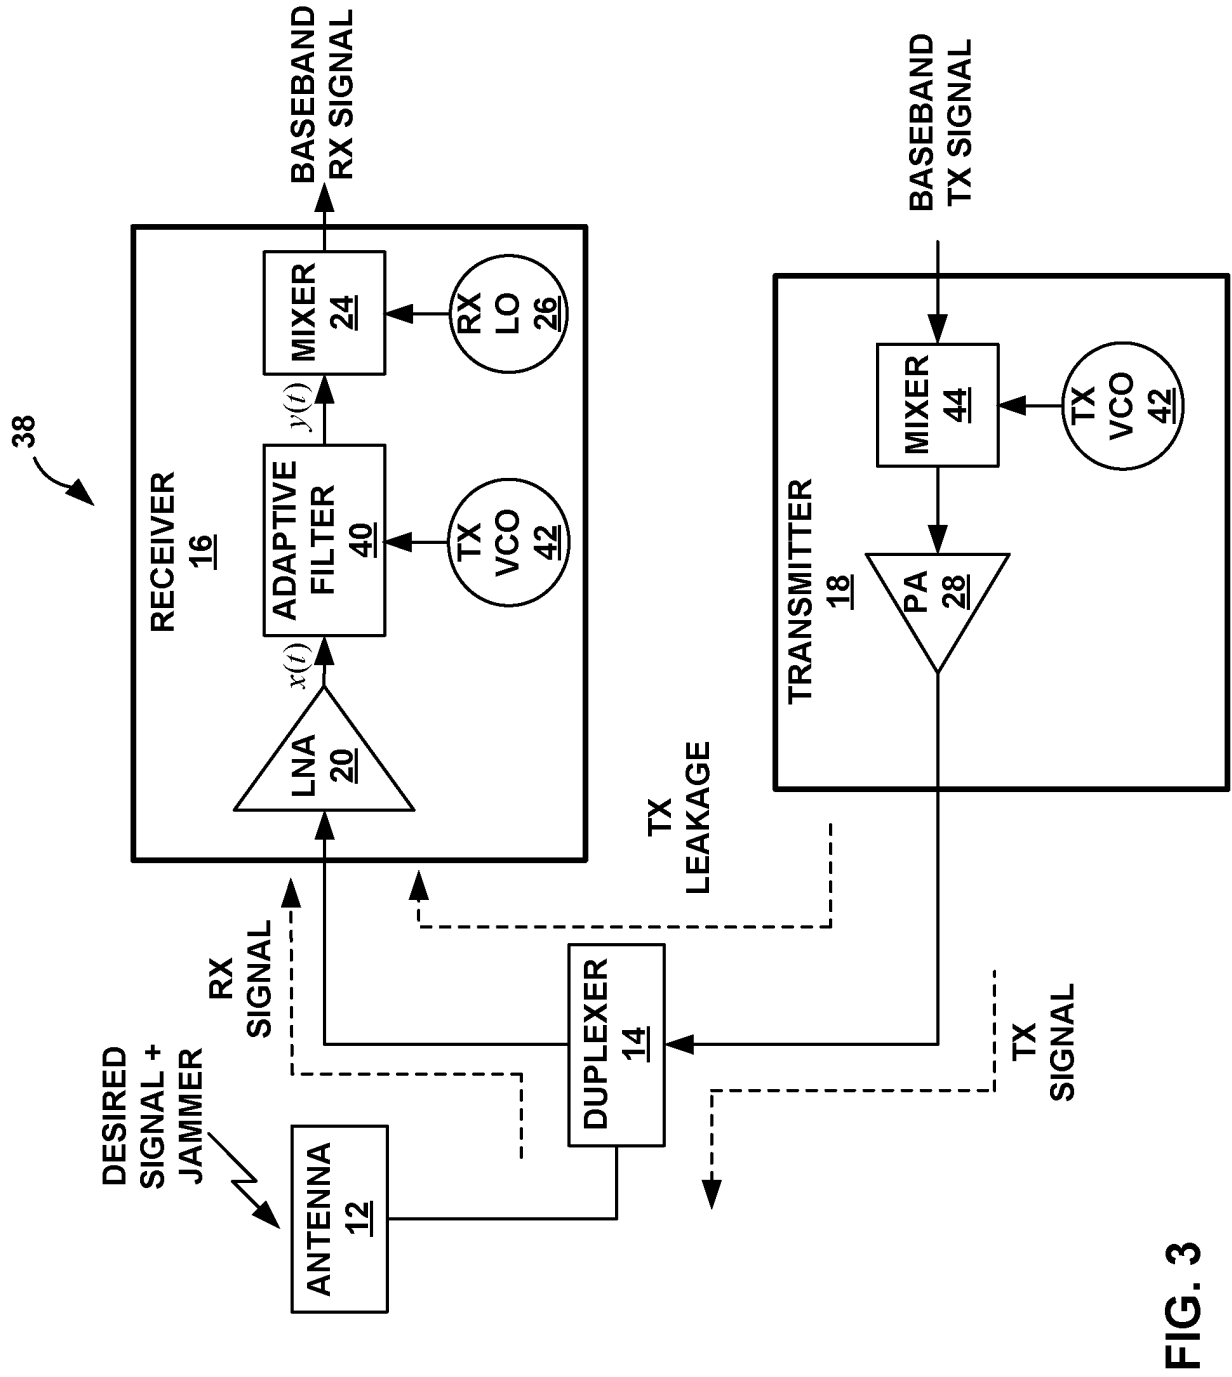 38
DESIRED
SIGNAL +
JAMMER
ANTENNA
12
RX
SIGNAL
DUPLEXER
14
TX
LEAKAGE
TX
SIGNAL
RECEIVER
16
LNA
20
x(t)
ADAPTIVE
FILTER
40
TX
VCO
42
y(t)
MIXER
24
RX
LO
26
BASEBAND
RX SIGNAL
TRANSMITTER
18
PA
28
MIXER
44
TX
VCO
42
BASEBAND
TX SIGNAL
FIG. 3